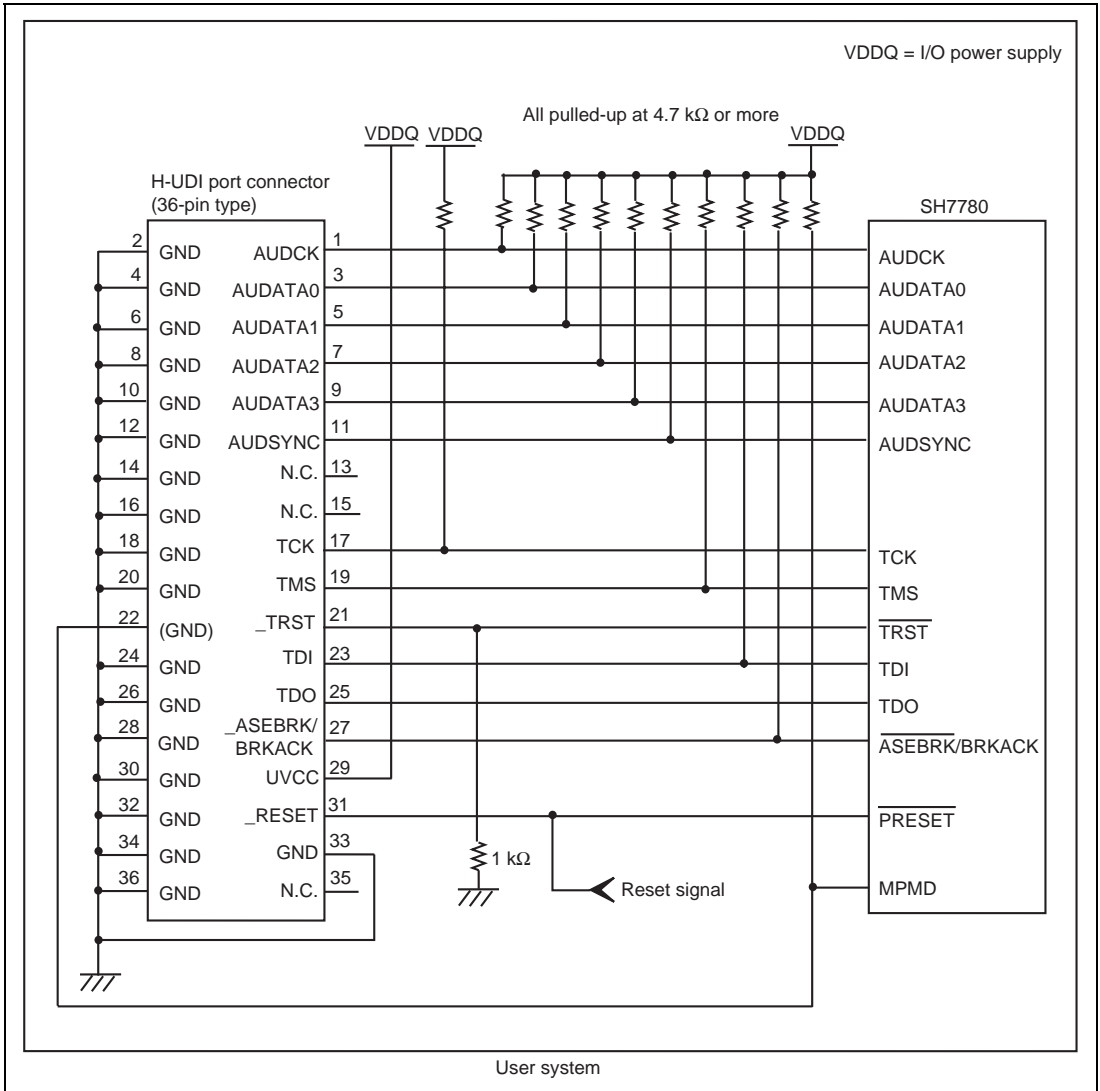 VDDQ = I/O power supply
All pulled-up at 4.7 kΩ or more
VDDQ VDDQ VDDQ
H-UDI port connector
(36-pin type)
SH7780
2 GND AUDCK 1 AUDCK
4 GND AUDATA0 3 AUDATA0
6 GND AUDATA1 5 AUDATA1
8 GND AUDATA2 7 AUDATA2
10 GND AUDATA3 9 AUDATA3
12 GND AUDSYNC 11 AUDSYNC
14 GND N.C. 13
16 GND N.C. 15
18 GND TCK 17 TCK
20 GND TMS 19 TMS
22 (GND) _TRST 21 TRST
24 GND TDI 23 TDI
26 GND TDO 25 TDO
28 GND _ASEBRK/ BRKACK 27 ASEBRK/BRKACK
30 GND UVCC 29
32 GND _RESET 31 PRESET
34 GND GND 33
1 kΩ
36 GND N.C. 35
Reset signal
MPMD
User system